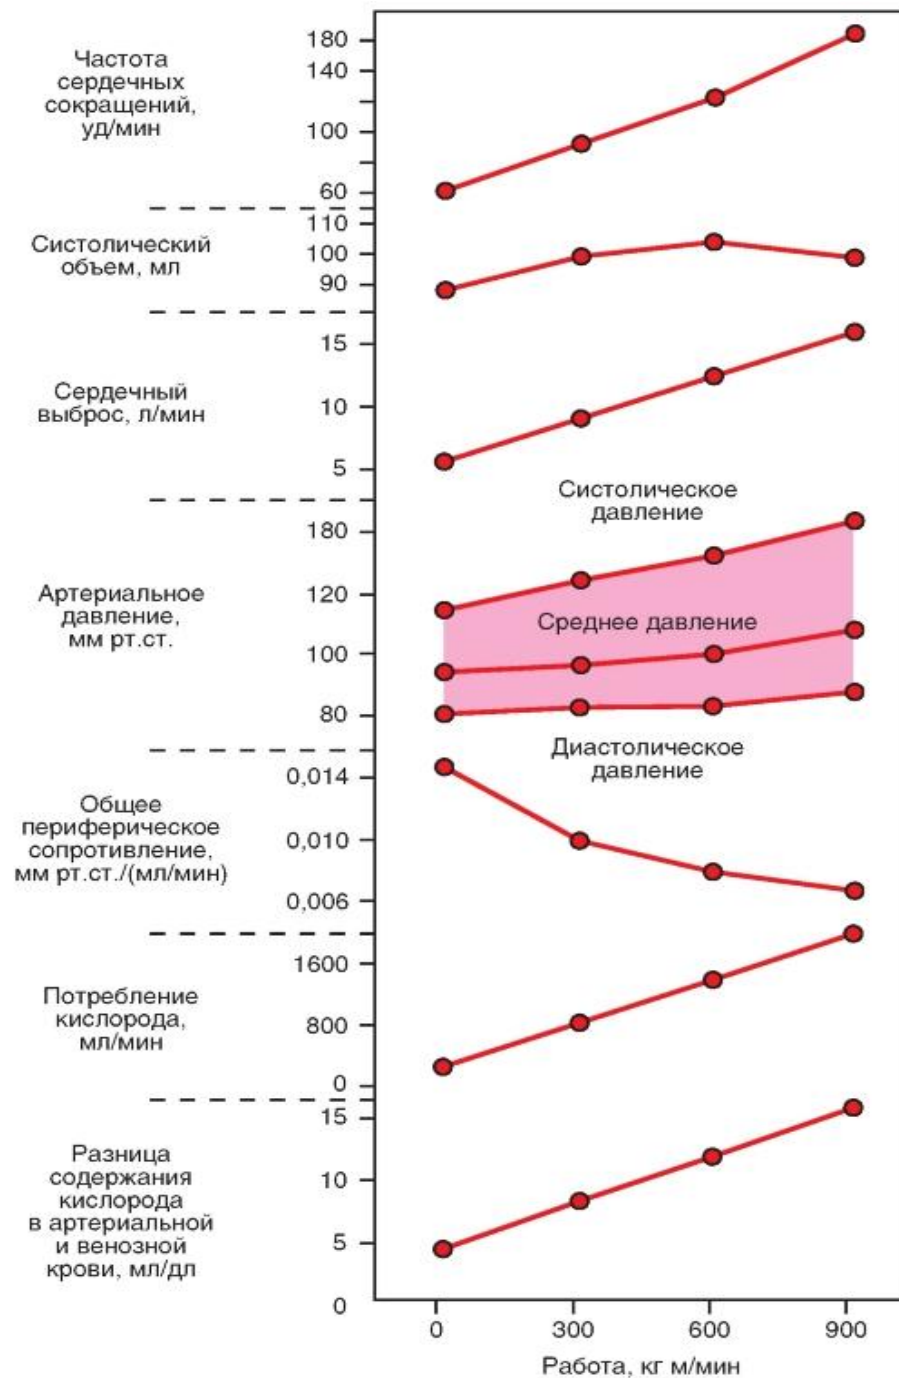 Частота
сердечных
сокращений,
уд/мин
180
140
100
60
Систолический
объем, мл
110
100
90
Сердечный
выброс, л/мин
15
10
5
Артериальное
давление,
мм рт.ст.
180
120
100
80
Систолическое
давление
Среднее давление
Диастолическое
давление
Общее
периферическое
сопротивление,
мм рт.ст./(мл/мин)
0,014
0,010
0,006
Потребление
кислорода,
мл/мин
1600
800
0
Разница
содержания
кислорода
в артериальной
и венозной
крови, мл/дл
15
10
5
0
0 300 600 900
Работа, кг м/мин